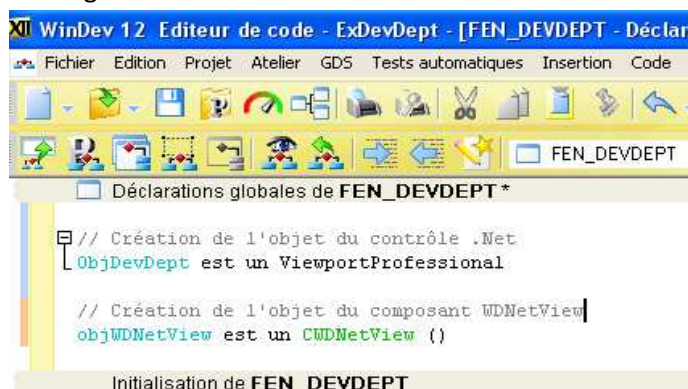 WinDev 12 Editeur de code - ExDevDept - [FEN_DEVDEPT - Déclar
Fichier Edition Projet Atelier GDS Tests automatiques Insertion Code
FEN_DEVDEPT
Déclarations globales de FEN_DEVDEPT *
// Création de l'objet du contrôle .Net
ObjDevDept est un ViewportProfessional
// Création de l'objet du composant WDNetView
objWDNetView est un CWDNetView ()
Initialisation de FEN_DEVDEPT